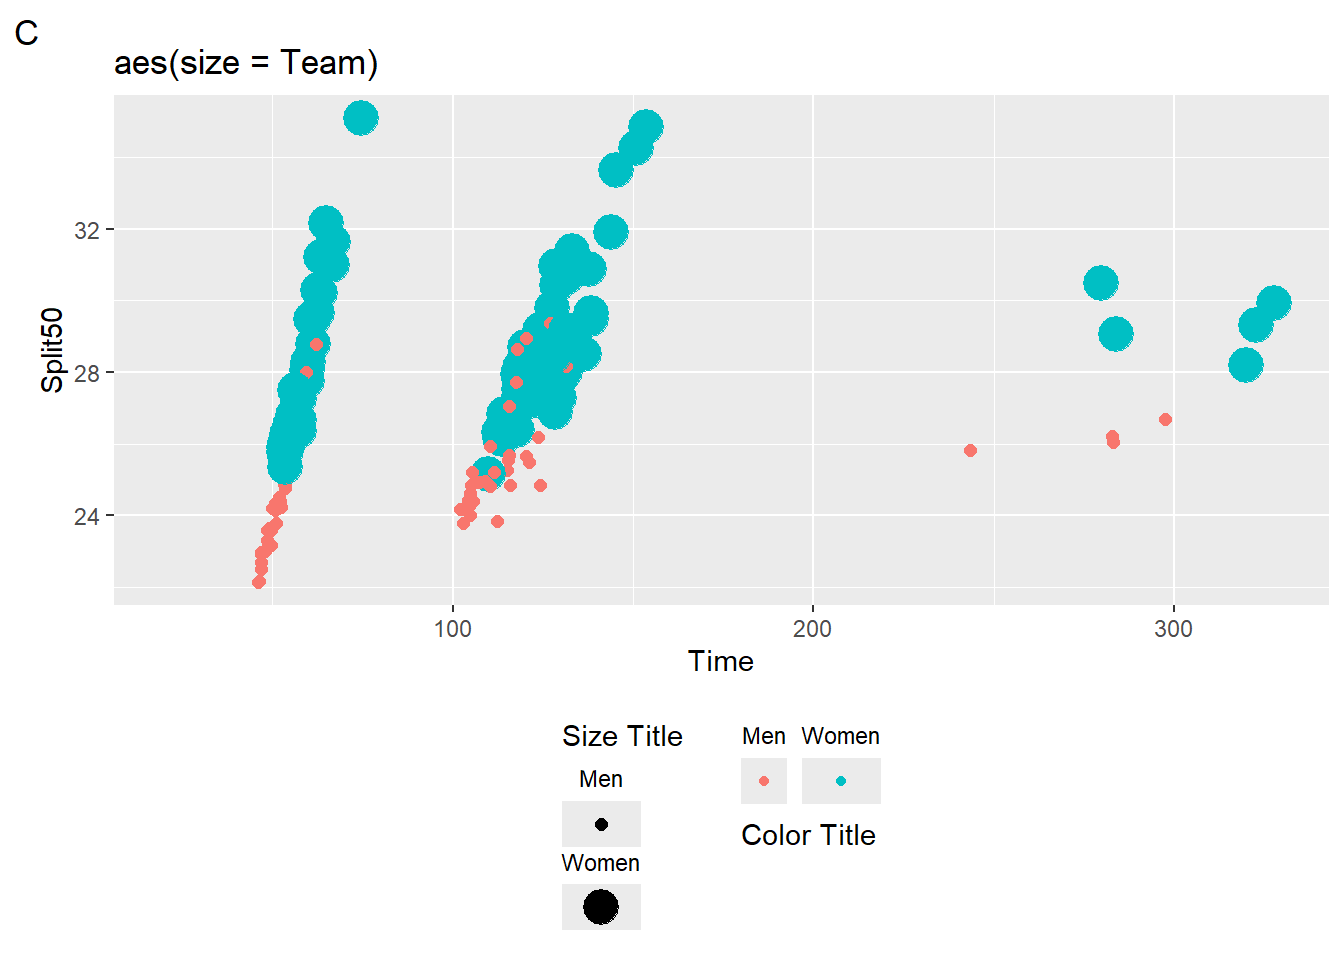 C
aes(size = Team)
Split50
32
28
24
100 200 300
Time
Size Title
Men
Women
Men Women
Color Title